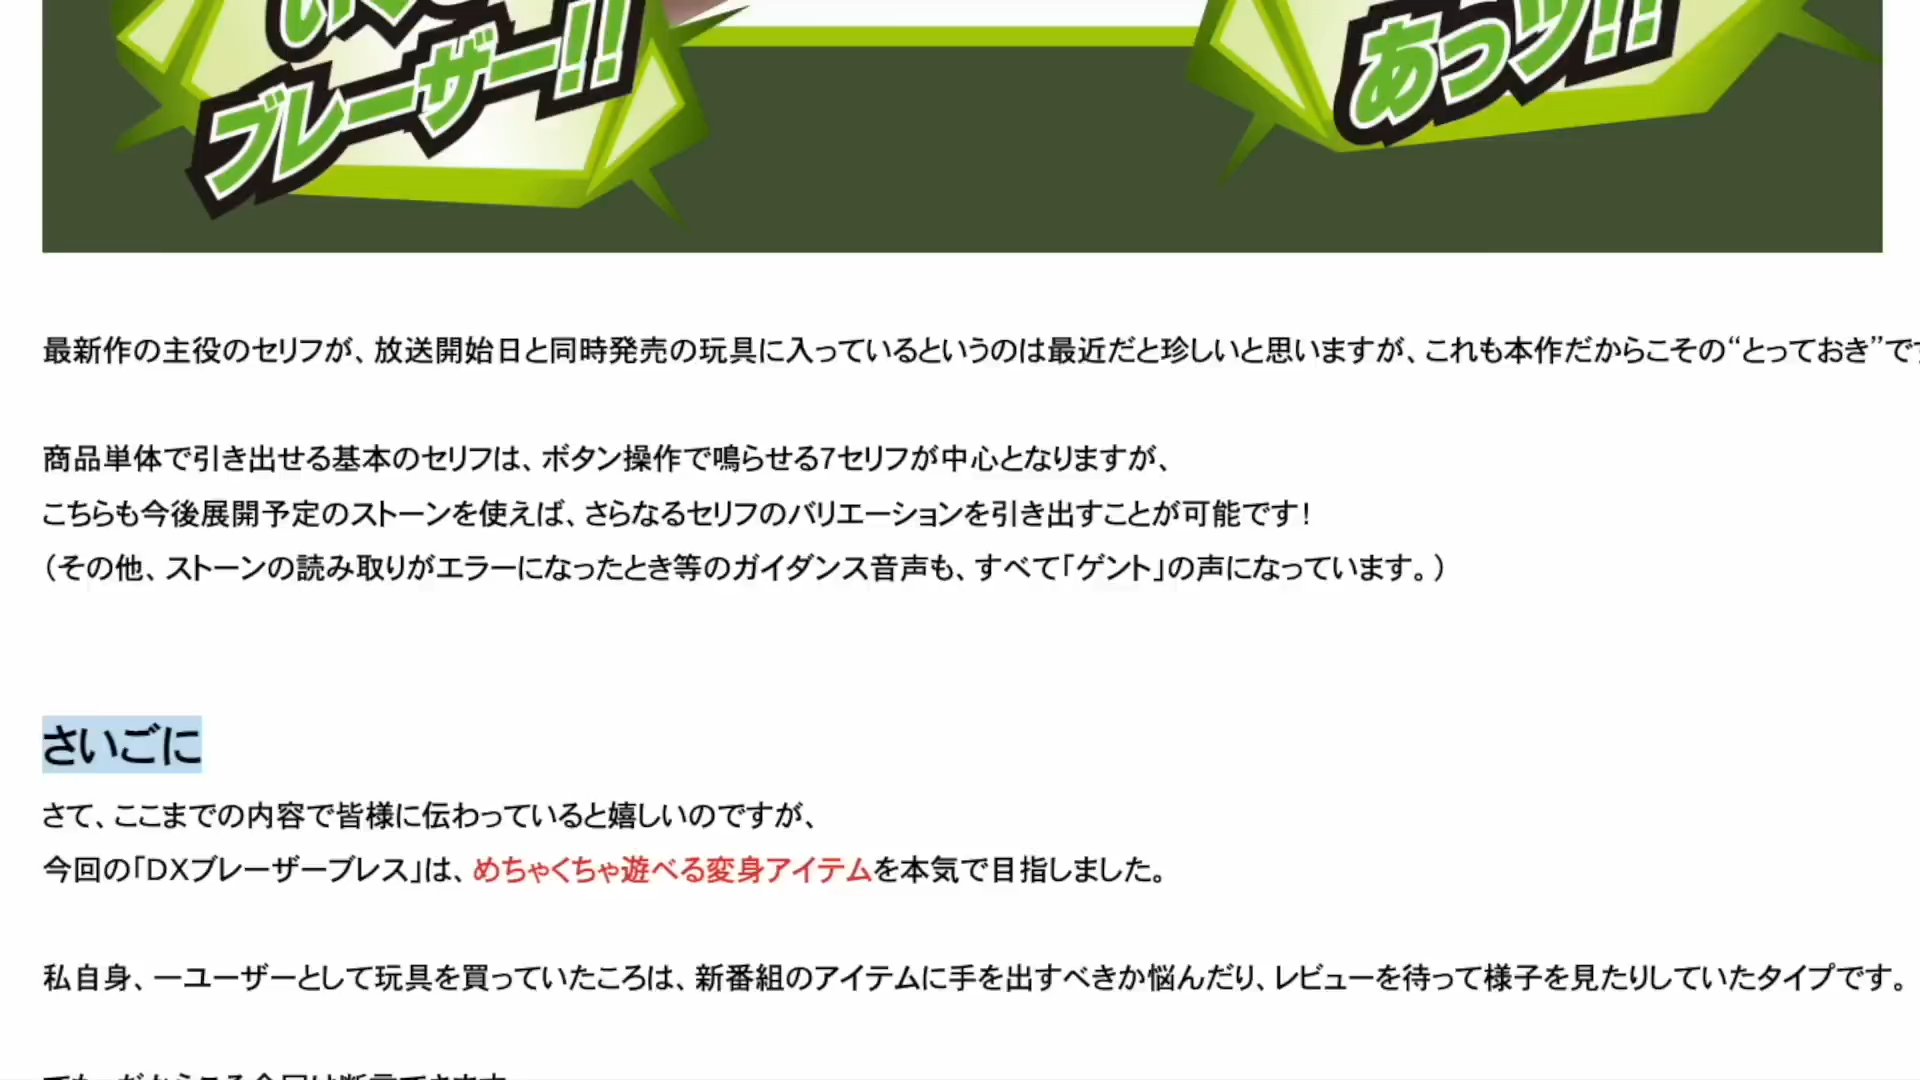 ブレーザー!!
あっツ!!
最新作の主役のセリフが、放送開始日と同時発売の玩具に入っているというのは最近だと珍しいと思いますが、これも本作だからこその“とっておき”で
商品単体で引き出せる基本のセリフは、ボタン操作で鳴らせる7セリフが中心となりますが、
こちらも今後展開予定のストーンを使えば、さらなるセリフのバリエーションを引き出すことが可能です！
（その他、ストーンの読み取りがエラーになったとき等のガイダンス音声も、すべて「ゲント」の声になっています。）
さいごに
さて、ここまでの内容で皆様に伝わっていると嬉しいのですが、
今回の「DXブレーザーブレス」は、めちゃくちゃ遊べる変身アイテムを本気で目指しました。
私自身、一ユーザーとして玩具を買っていたころは、新番組のアイテムに手を出すべきか悩んだり、レビューを待って様子を見たりしていたタイプです。